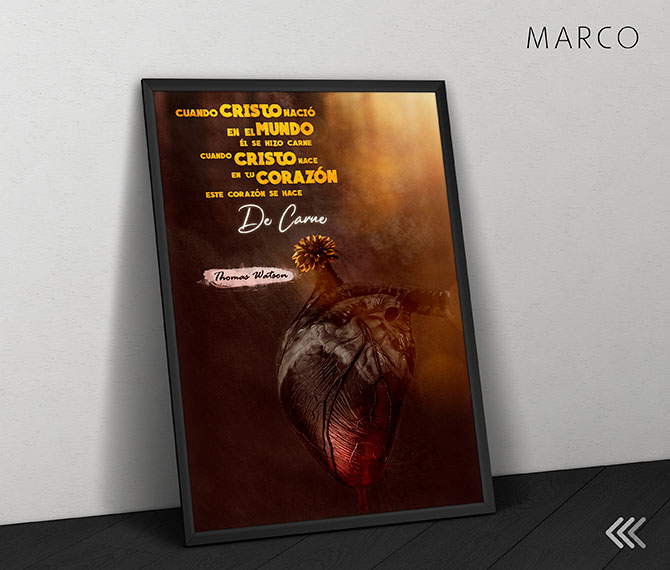 MARCO
CUANDO CRISTO NACIÓ
EN EL MUNDO
ÉL SE HIZO CARNE
CUANDO CRISTO NACE
EN TU CORAZÓN
ESTE CORAZÓN SE HACE
De Carne
Thomas Watson